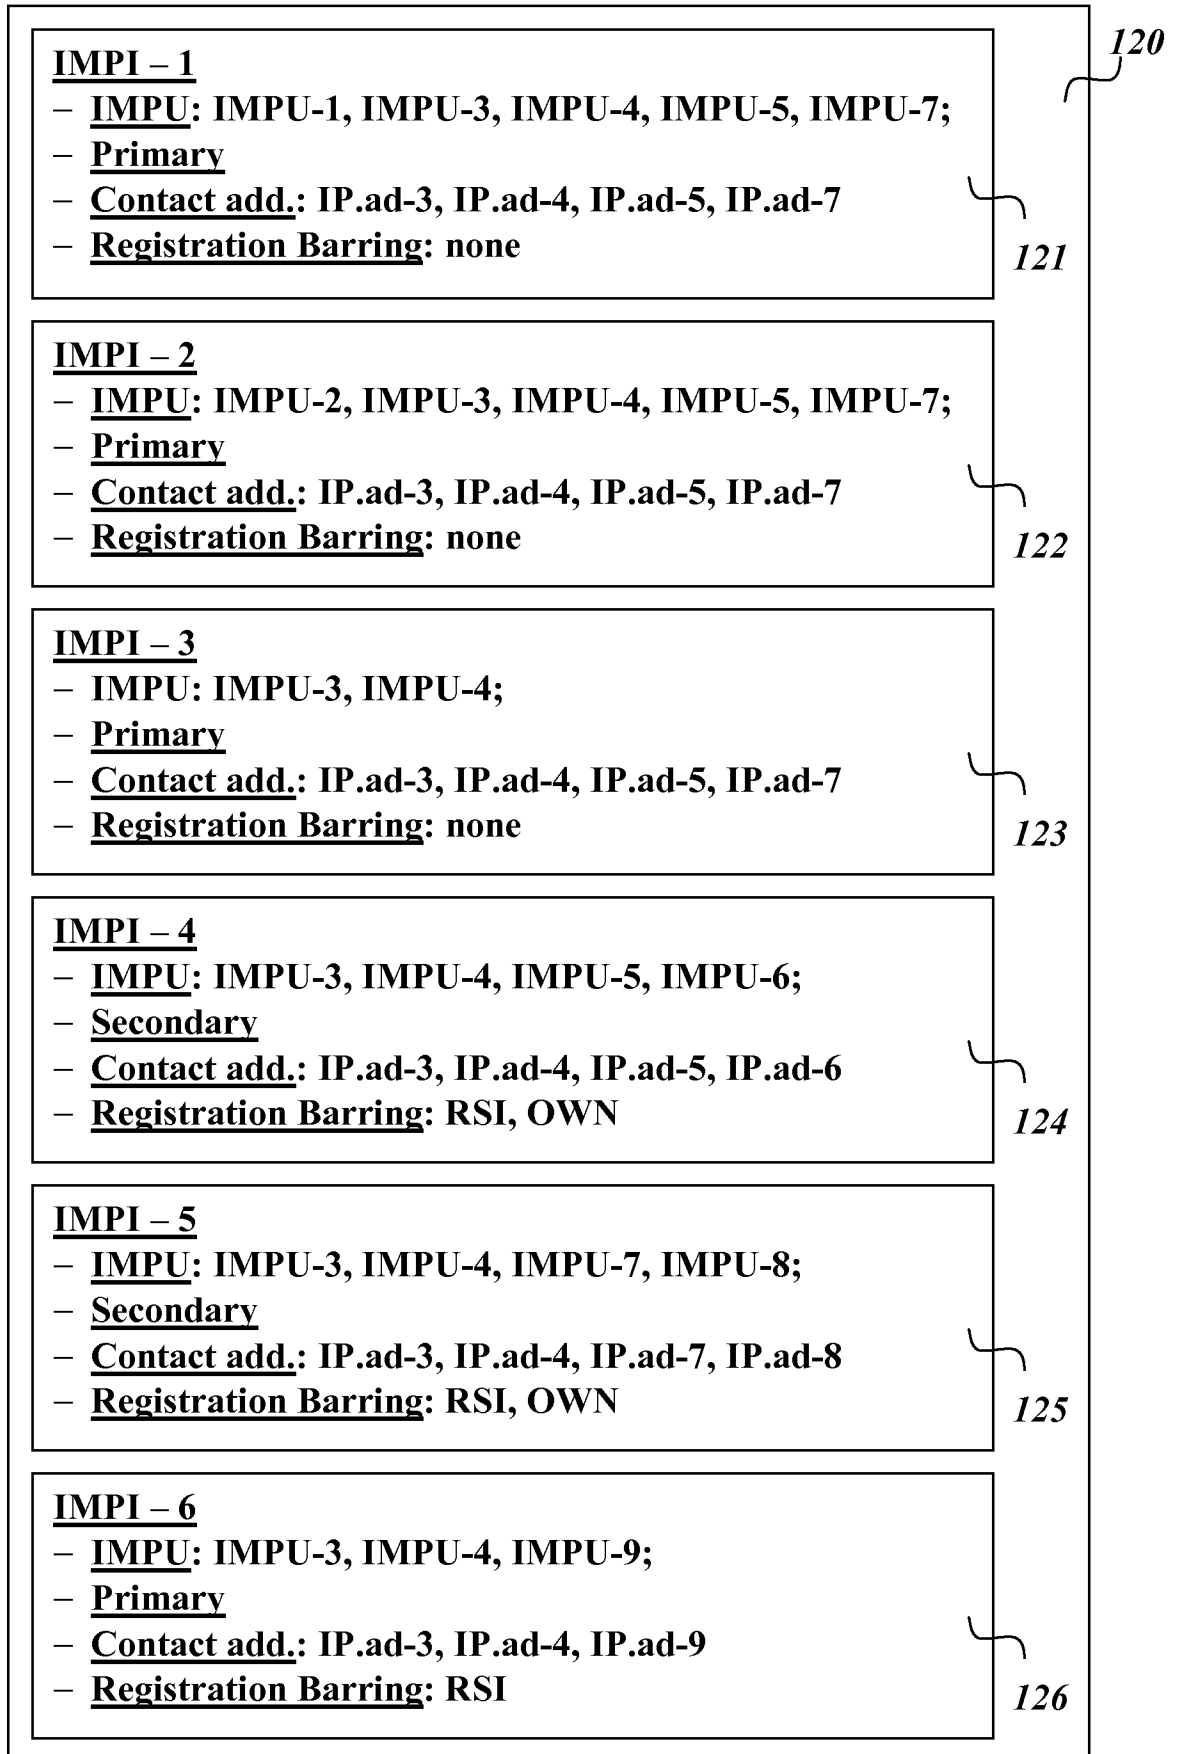 120
IMPI – 1
– IMPU: IMPU-1, IMPU-3, IMPU-4, IMPU-5, IMPU-7;
– Primary
– Contact add.: IP.ad-3, IP.ad-4, IP.ad-5, IP.ad-7
– Registration Barring: none
121
IMPI – 2
– IMPU: IMPU-2, IMPU-3, IMPU-4, IMPU-5, IMPU-7;
– Primary
– Contact add.: IP.ad-3, IP.ad-4, IP.ad-5, IP.ad-7
– Registration Barring: none
122
IMPI – 3
– IMPU: IMPU-3, IMPU-4;
– Primary
– Contact add.: IP.ad-3, IP.ad-4, IP.ad-5, IP.ad-7
– Registration Barring: none
123
IMPI – 4
– IMPU: IMPU-3, IMPU-4, IMPU-5, IMPU-6;
– Secondary
– Contact add.: IP.ad-3, IP.ad-4, IP.ad-5, IP.ad-6
– Registration Barring: RSI, OWN
124
IMPI – 5
– IMPU: IMPU-3, IMPU-4, IMPU-7, IMPU-8;
– Secondary
– Contact add.: IP.ad-3, IP.ad-4, IP.ad-7, IP.ad-8
– Registration Barring: RSI, OWN
125
IMPI – 6
– IMPU: IMPU-3, IMPU-4, IMPU-9;
– Primary
– Contact add.: IP.ad-3, IP.ad-4, IP.ad-9
– Registration Barring: RSI
126